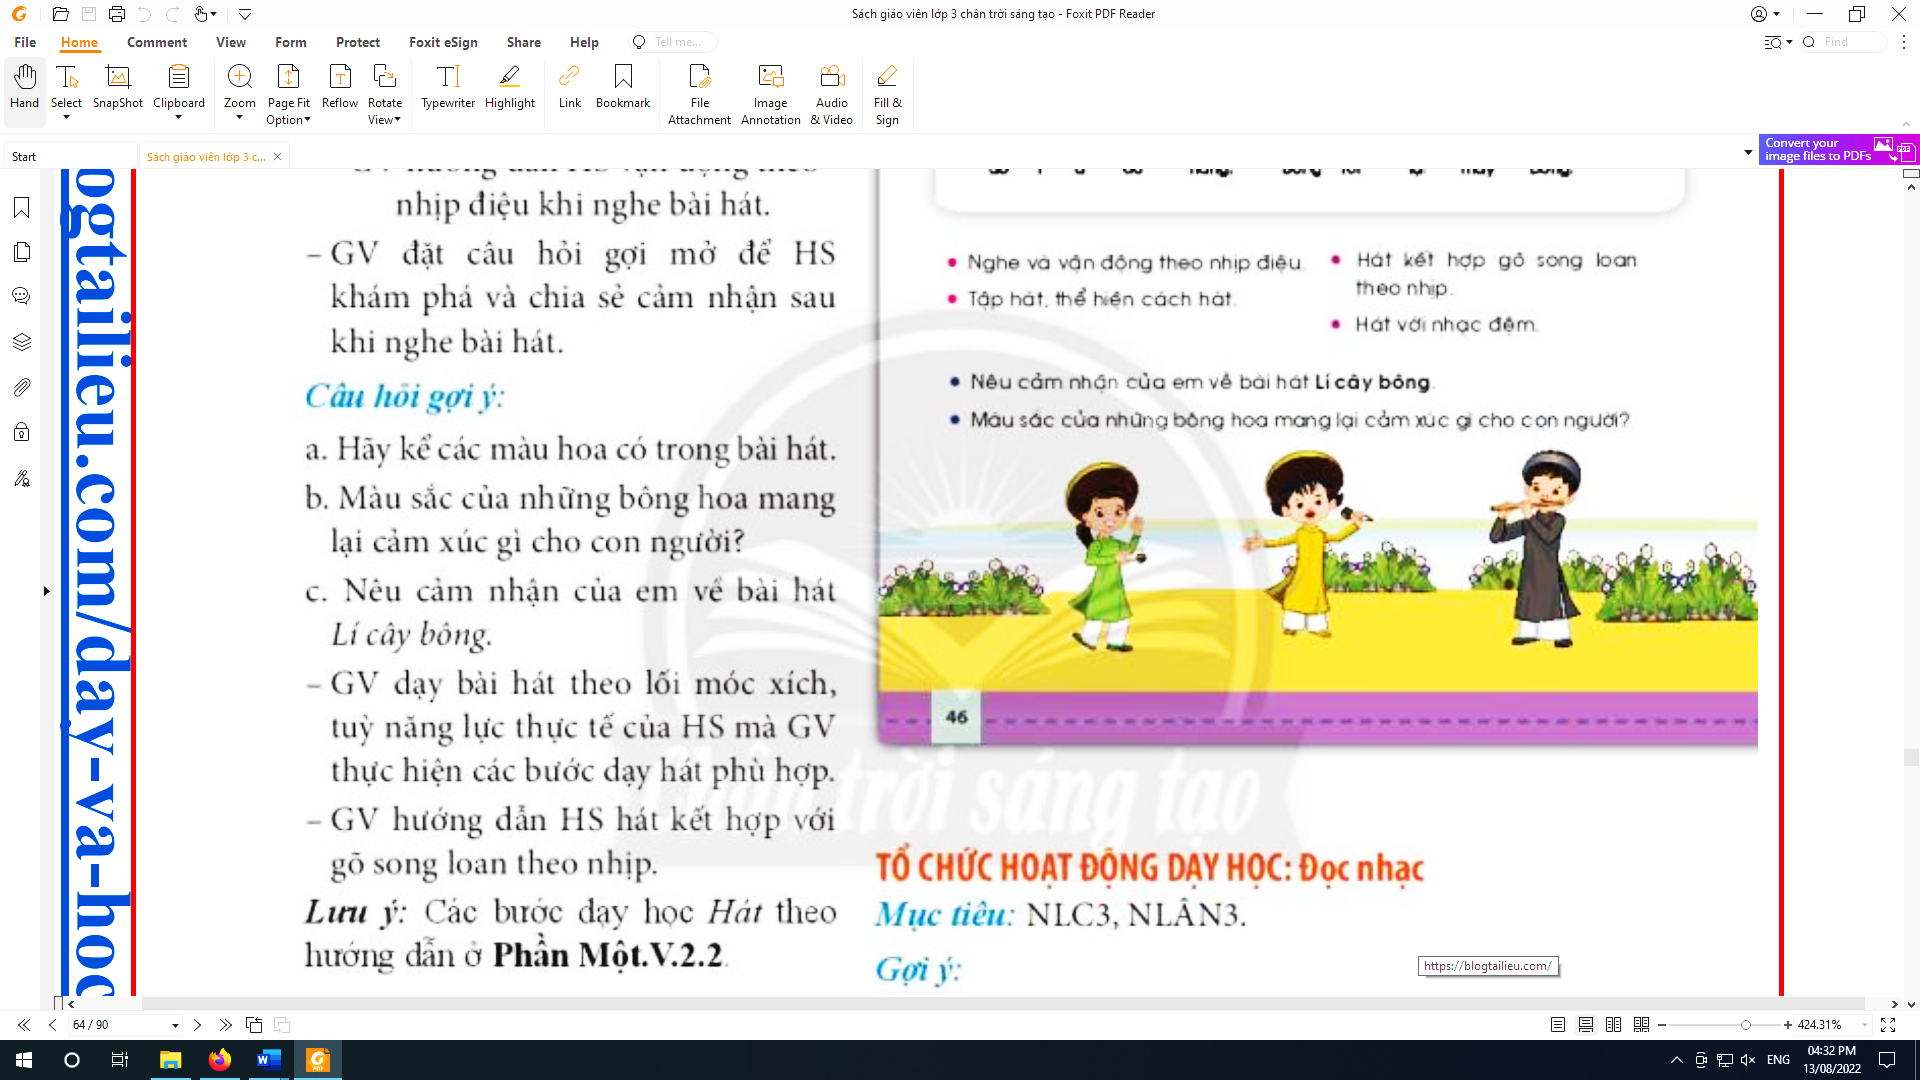 Sách giáo viên lớp 3 chân trời sáng tạo - Foxit PDF Reader
File Home Comment View Form Protect Foxit eSign Share Help Tell me... Find
Hand Select SnapShot Clipboard Zoom Page Fit Option Reflow Rotate View Typewriter Highlight Link Bookmark File Attachment Image Annotation Audio & Video Fill & Sign
Start Sách giáo viên lớp 3 c...
Convert your
image files to PDFs
ogtailieu.com/day-va-hoc
nhịp điệu khi nghe bài hát.
– GV đặt câu hỏi gợi mở để HS
khám phá và chia sẻ cảm nhận sau
khi nghe bài hát.
Câu hỏi gợi ý:
a. Hãy kể các màu hoa có trong bài hát.
b. Màu sắc của những bông hoa mang
lại cảm xúc gì cho con người?
c. Nêu cảm nhận của em về bài hát
Lí cây bông.
– GV dạy bài hát theo lối móc xích,
tuỳ năng lực thực tế của HS mà GV
thực hiện các bước dạy hát phù hợp.
– GV hướng dẫn HS hát kết hợp với
gõ song loan theo nhịp.
Lưu ý: Các bước dạy học Hát theo
hướng dẫn ở Phần Một.V.2.2.
• Nghe và vận động theo nhịp điệu.
• Tập hát, thể hiện cách hát.
• Hát kết hợp gõ song loan
theo nhịp.
• Hát với nhạc đệm.
• Nêu cảm nhận của em về bài hát Lí cây bông.
• Màu sắc của những bông hoa mang lại cảm xúc gì cho con người?
46
Chân trời sáng tạo
TỔ CHỨC HOẠT ĐỘNG DẠY HỌC: Đọc nhạc
Mục tiêu: NLC3, NLÂN3.
Gợi ý:
https://blogtailieu.com/
64 / 90
424.31%
ENG
04:32 PM
13/08/2022